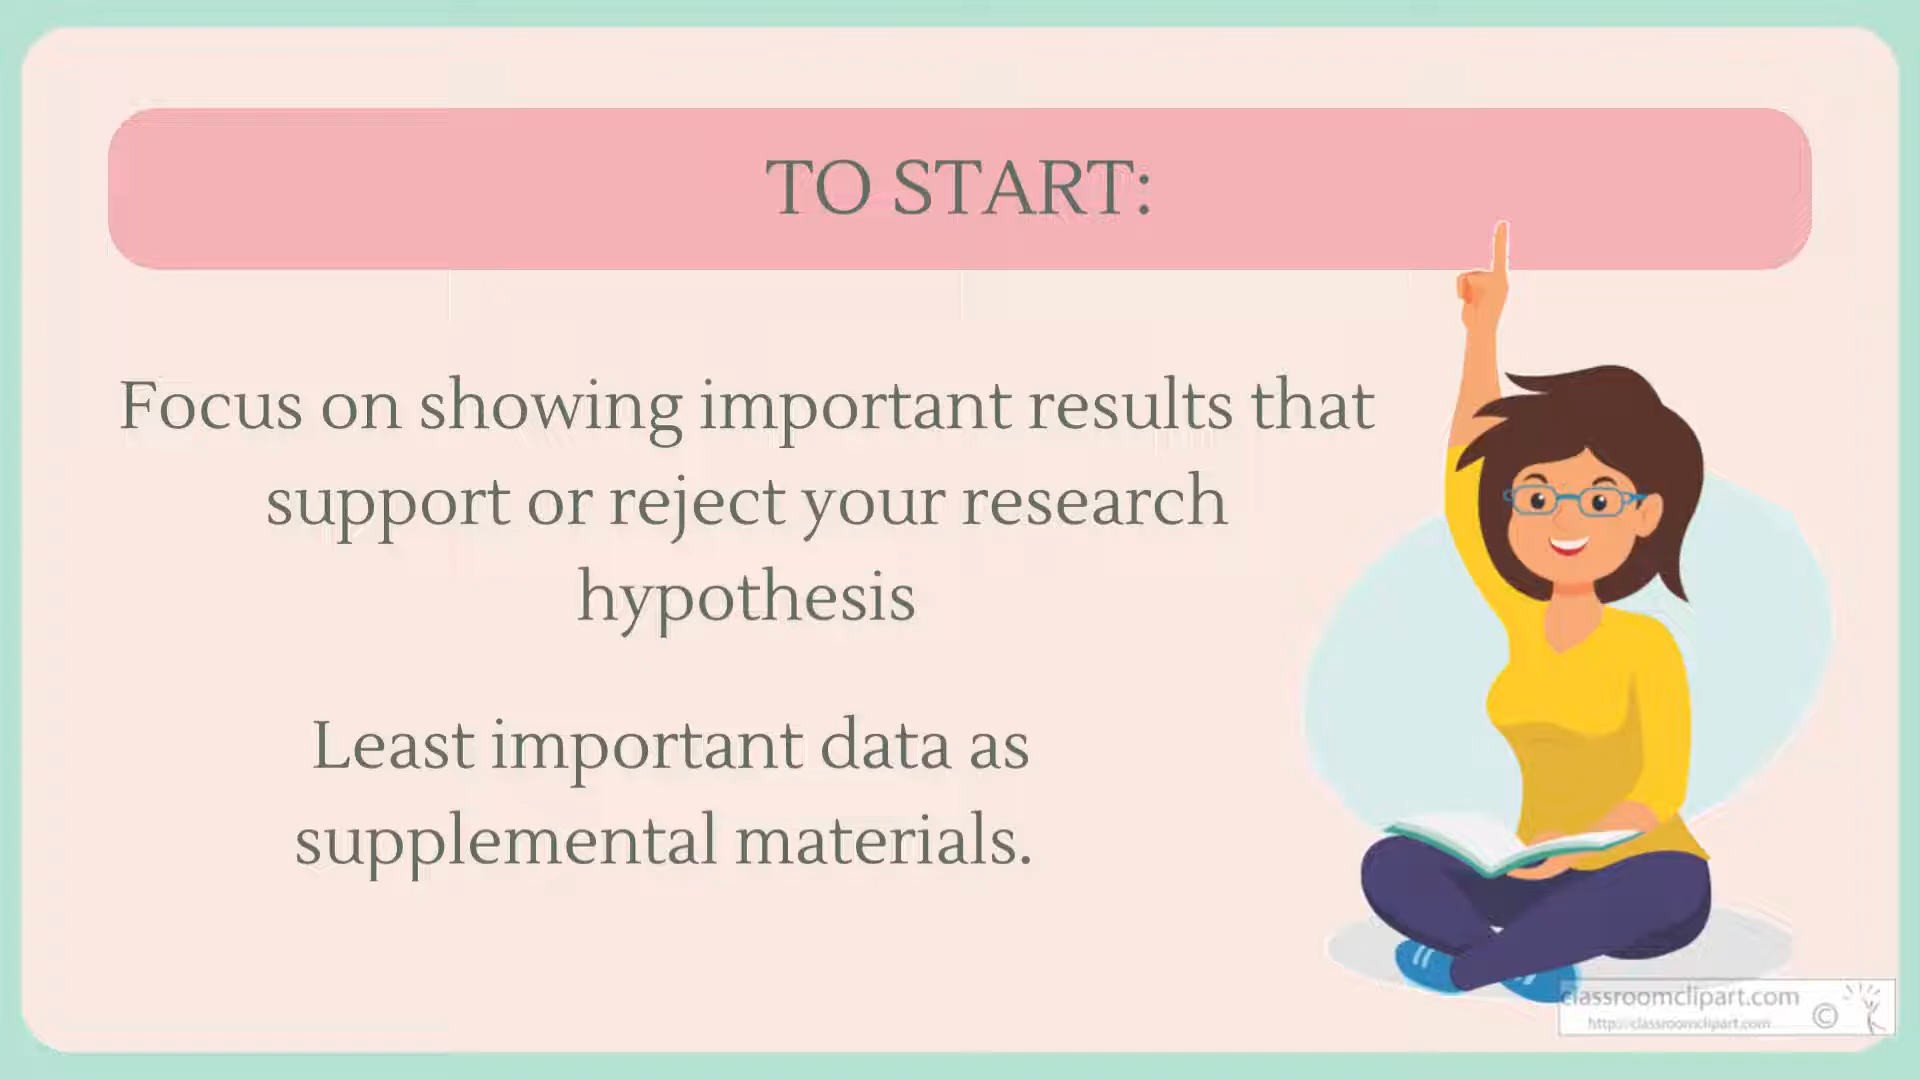 TO START:
Focus on showing important results that
support or reject your research
hypothesis
Least important data as
supplemental materials.
classroomclipart.com
http://classroomclipart.com
©